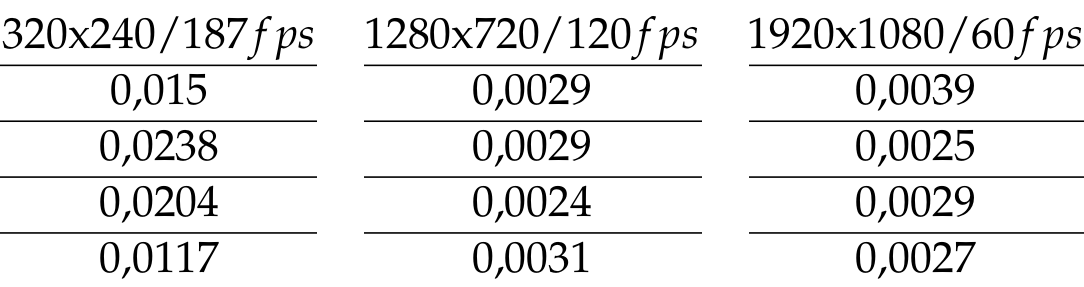 320x240/187fps 1280x720/120fps 1920x1080/60fps
0,015 0,0029 0,0039
0,0238 0,0029 0,0025
0,0204 0,0024 0,0029
0,0117 0,0031 0,0027